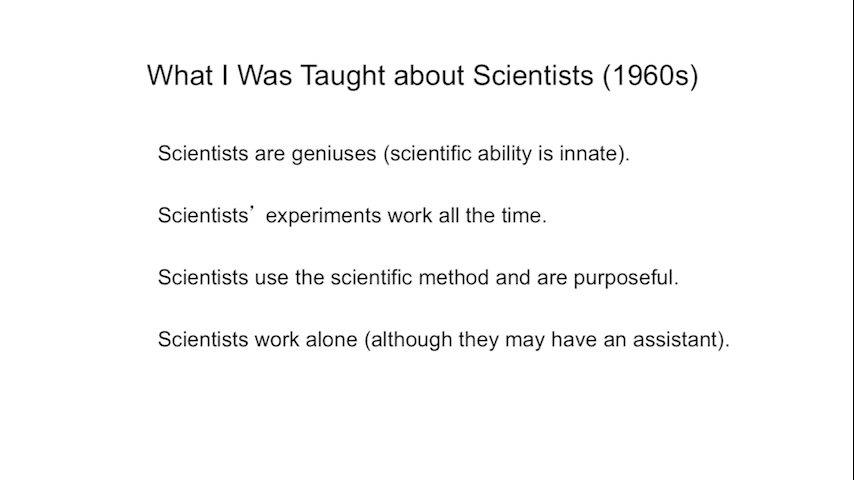 What I Was Taught about Scientists (1960s)
Scientists are geniuses (scientific ability is innate).
Scientists’ experiments work all the time.
Scientists use the scientific method and are purposeful.
Scientists work alone (although they may have an assistant).